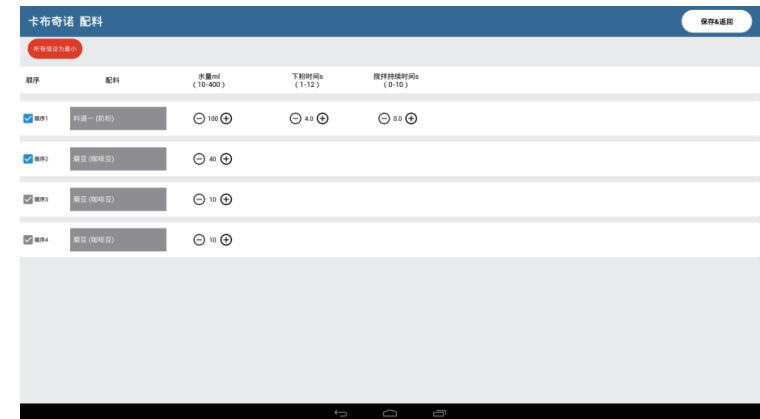 卡布奇诺 配料
保存&返回
所有值设为最小
顺序 配料 水量ml 下粉时间s 搅拌持续时间s
(10-400) (1-12) (0-10)
顺序1 料道一 (奶粉) 100 4.0 0.0
顺序2 磨豆 (咖啡豆) 40
顺序3 磨豆 (咖啡豆) 10
顺序4 磨豆 (咖啡豆) 10